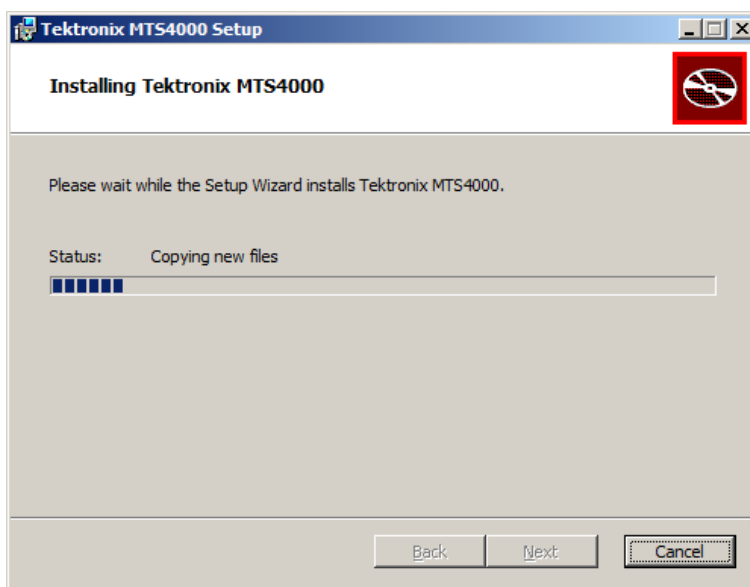 Tektronix MTS4000 Setup
Installing Tektronix MTS4000
Please wait while the Setup Wizard installs Tektronix MTS4000.
Status: Copying new files
Back Next Cancel